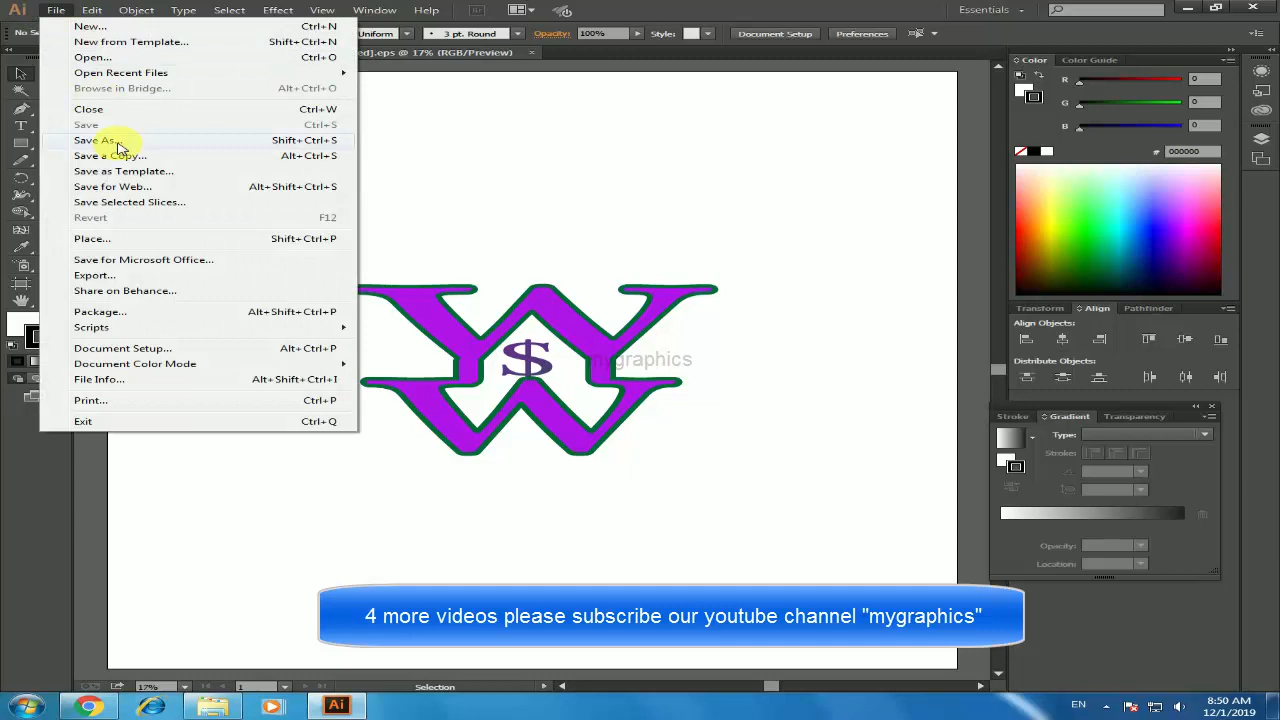 Ai File Edit Object Type Select Effect View Window Help Br Essentials
Uniform 3 pt. Round Opacity: 100% Style: Document Setup Preferences
ed].eps @ 17% (RGB/Preview) ×
New... Ctrl+N
New from Template... Shift+Ctrl+N
Open... Ctrl+O
Open Recent Files
Browse in Bridge... Alt+Ctrl+O
Close Ctrl+W
Save Ctrl+S
Save As... Shift+Ctrl+S
Save a Copy... Alt+Ctrl+S
Save as Template...
Save for Web... Alt+Shift+Ctrl+S
Save Selected Slices...
Revert F12
Place... Shift+Ctrl+P
Save for Microsoft Office...
Export...
Share on Behance...
Package... Alt+Shift+Ctrl+P
Scripts
Document Setup... Alt+Ctrl+P
Document Color Mode
File Info... Alt+Shift+Ctrl+I
Print... Ctrl+P
Exit Ctrl+Q
Y $ W
mygraphics
Color Color Guide
R 0
G 0
B 0
# 000000
Transform Align Pathfinder
Align Objects:
Distribute Objects:
Stroke Gradient Transparency
Type:
Strokes:
Opacity:
Location:
4 more videos please subscribe our youtube channel "mygraphics"
17% 1 Selection
Ai EN 8:50 AM
12/1/2019